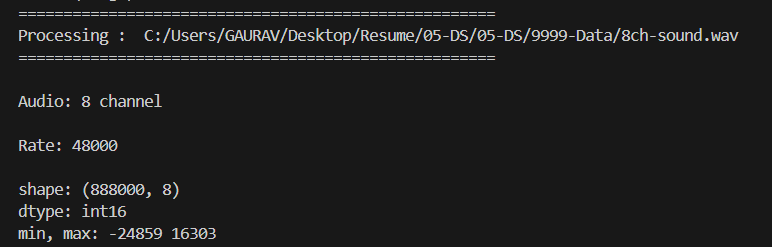 =====================================================
Processing :  C:/Users/GAURAV/Desktop/Resume/05-DS/05-DS/9999-Data/8ch-sound.wav
=====================================================
Audio: 8 channel
Rate: 48000
shape: (888000, 8)
dtype: int16
min, max: -24859 16303